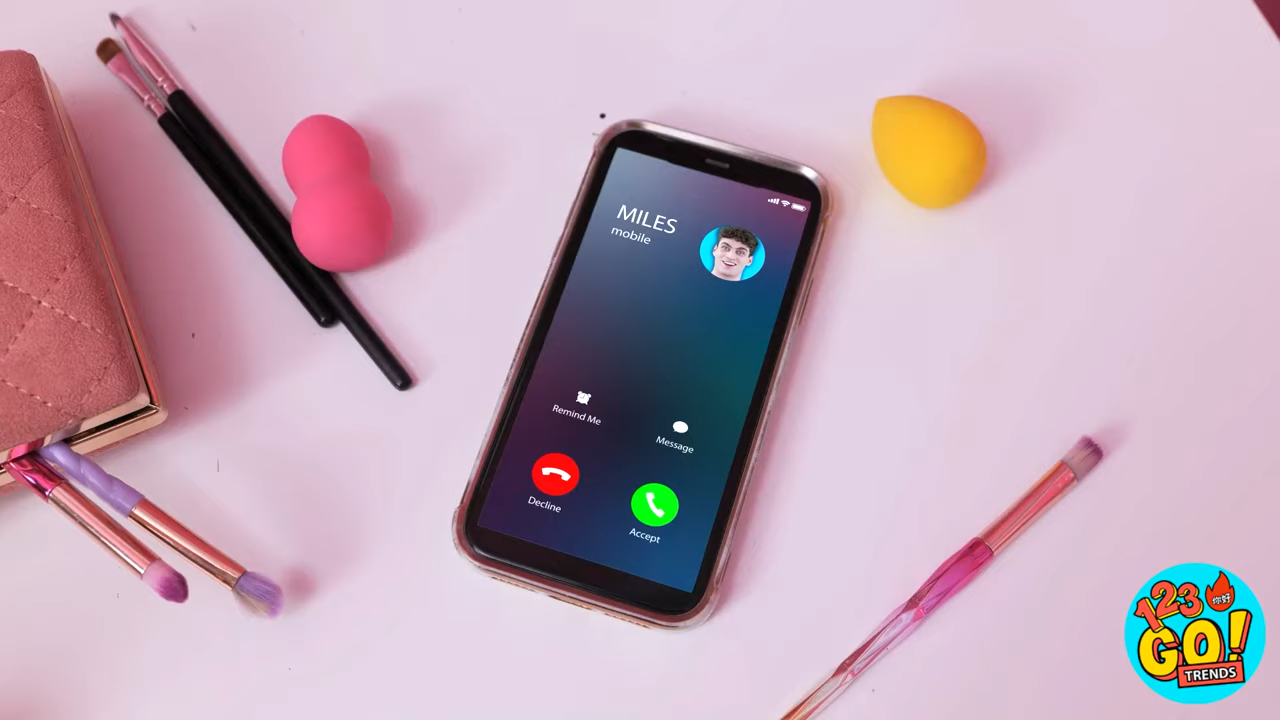 MILES
mobile
Remind Me
Message
Decline
Accept
123
你好
GO!
TRENDS